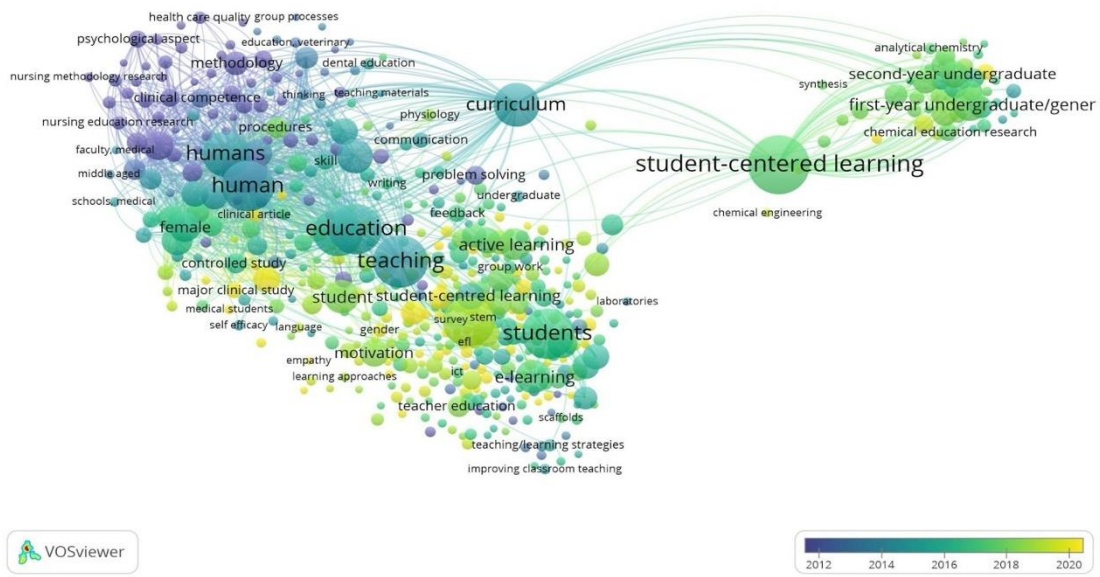 health care quality
group processes
psychological aspect
education, veterinary
analytical chemistry
methodology
dental education
nursing methodology research
second-year undergraduate
synthesis
clinical competence
thinking
teaching materials
curriculum
first-year undergraduate/gener
physiology
nursing education research
procedures
chemical education research
communication
faculty, medical
humans
skill
student-centered learning
middle aged
problem solving
human
writing
undergraduate
schools, medical
clinical article
feedback
chemical engineering
female
education
active learning
teaching
controlled study
group work
major clinical study
student
student-centred learning
laboratories
medical students
self efficacy
language
gender
survey
stem
students
efl
motivation
empathy
learning approaches
ict
e-learning
teacher education
scaffolds
teaching/learning strategies
improving classroom teaching
VOSviewer
2012 2014 2016 2018 2020